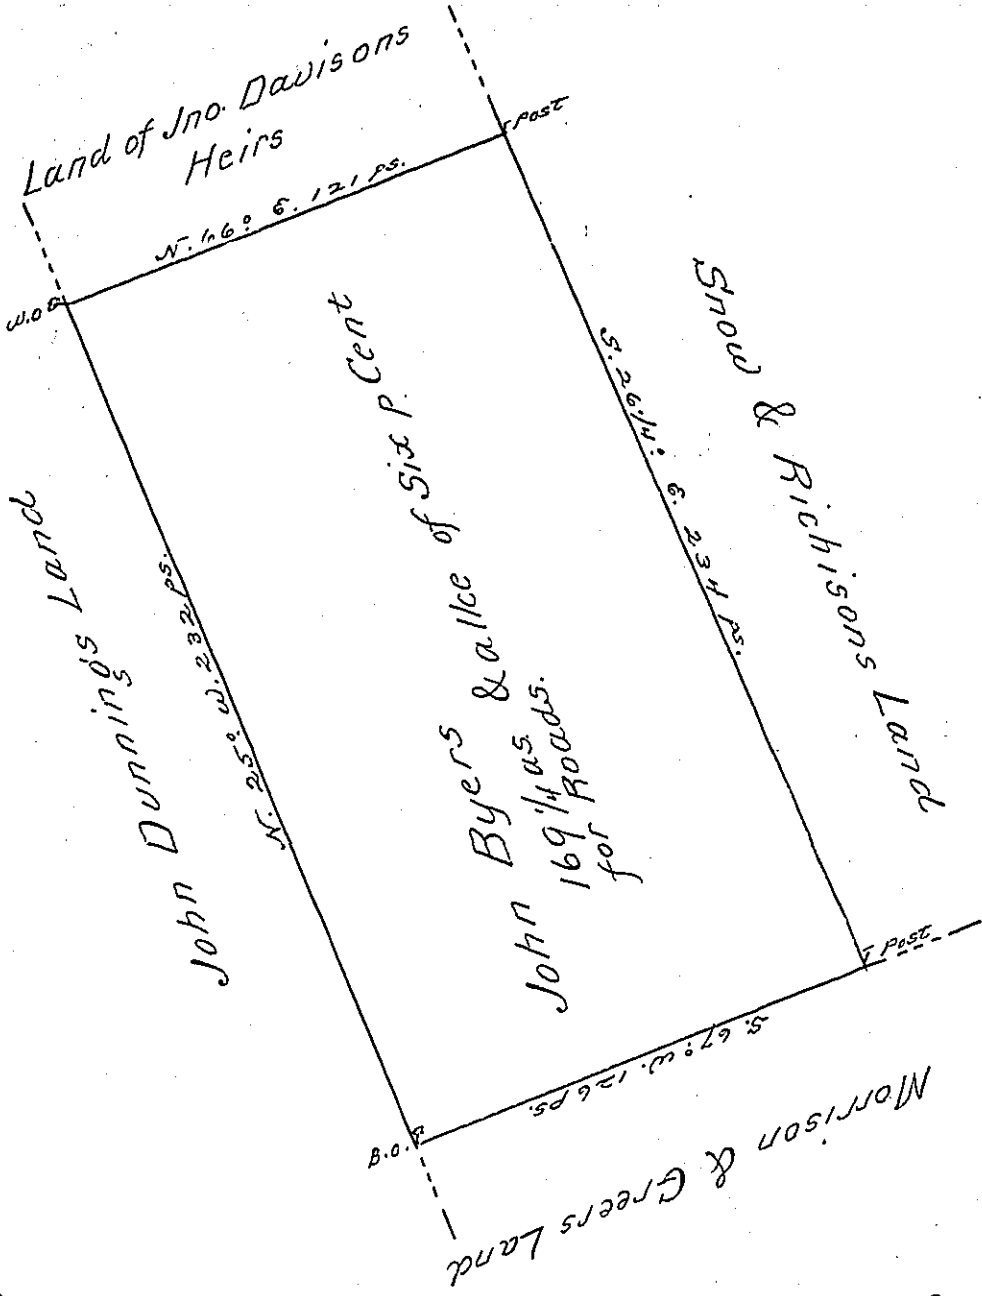 Land of Jno. Davisons
Heirs
Post
N. 66° E. 121 ps.
W.O
S. 26 1/4° E. 234 ps.
Snow & Richisons Land
John Byers & allce of Six P. Cent
169 1/4 as.
for Roads.
John Dunning's Land
N. 25° W. 232 ps.
Post
S. 67° W. 126 ps.
B.O.
Morrison & Greers Land